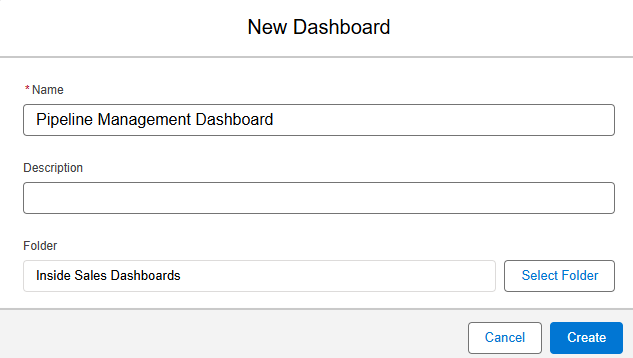 New Dashboard
* Name
Pipeline Management Dashboard
Description
Folder
Inside Sales Dashboards
Select Folder
Cancel
Create